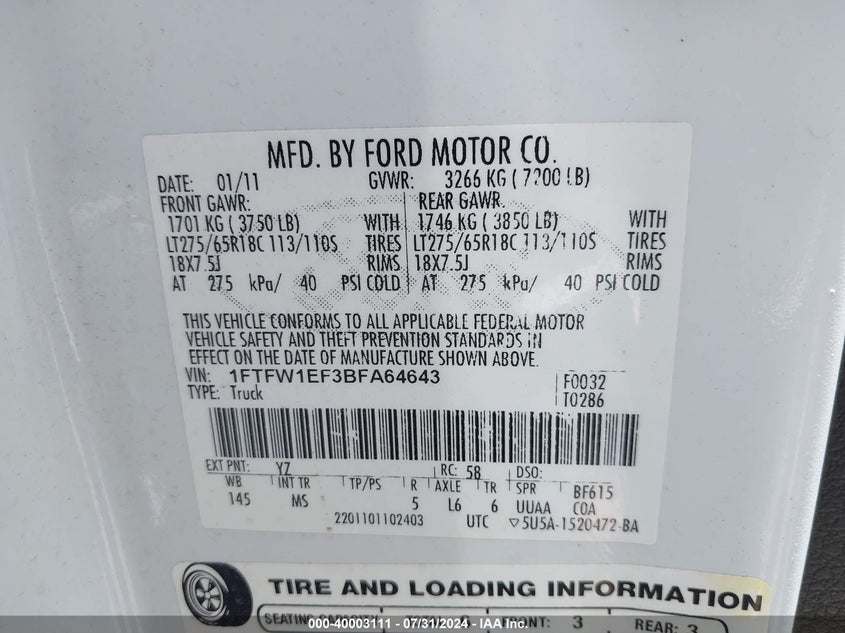 MFD. BY FORD MOTOR CO.
DATE: 01/11 GVWR: 3266 KG ( 7200 LB)
FRONT GAWR: REAR GAWR:
1701 KG ( 3750 LB) WITH 1746 KG ( 3850 LB) WITH
LT275/65R18C 113/110S TIRES LT275/65R18C 113/110S TIRES
18X7.5J RIMS 18X7.5J RIMS
AT 275 kPa/ 40 PSI COLD AT 275 kPa/ 40 PSI COLD
THIS VEHICLE CONFORMS TO ALL APPLICABLE FEDERAL MOTOR
VEHICLE SAFETY AND THEFT PREVENTION STANDARDS IN
EFFECT ON THE DATE OF MANUFACTURE SHOWN ABOVE.
VIN: 1FTFW1EF3BFA64643 F0032
TYPE: Truck T0286
EXT PNT: YZ RC: 58 DSO:
WB INT TR TP/PS R AXLE TR SPR BF615
145 MS 5 L6 6 UUAA COA
2201101102403 UTC ▽5U5A-1520472-BA
TIRE AND LOADING INFORMATION
SEATING CAPACITY FRONT: 3 REAR: 3
000-40003111 - 07/31/2024 - IAA Inc.